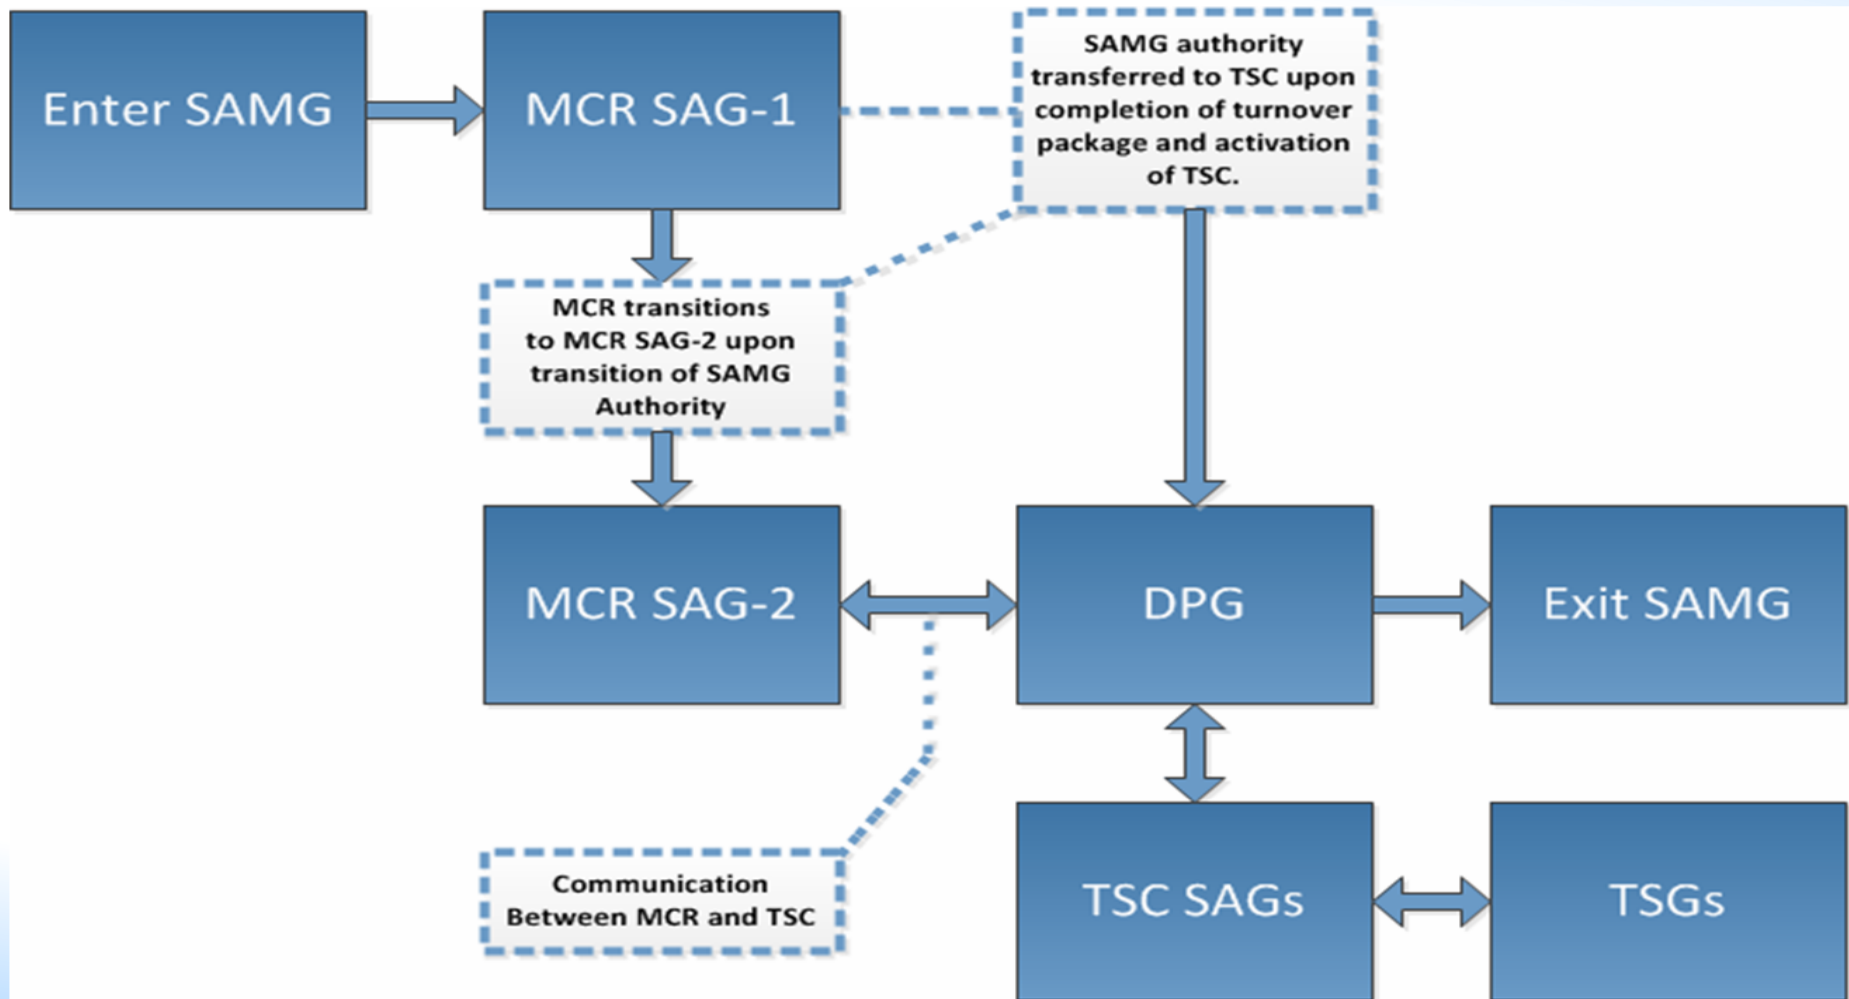 Enter SAMG
MCR SAG-1
SAMG authority
transferred to TSC upon
completion of turnover
package and activation
of TSC.
MCR transitions
to MCR SAG-2 upon
transition of SAMG
Authority
MCR SAG-2
DPG
Exit SAMG
Communication
Between MCR and TSC
TSC SAGs
TSGs